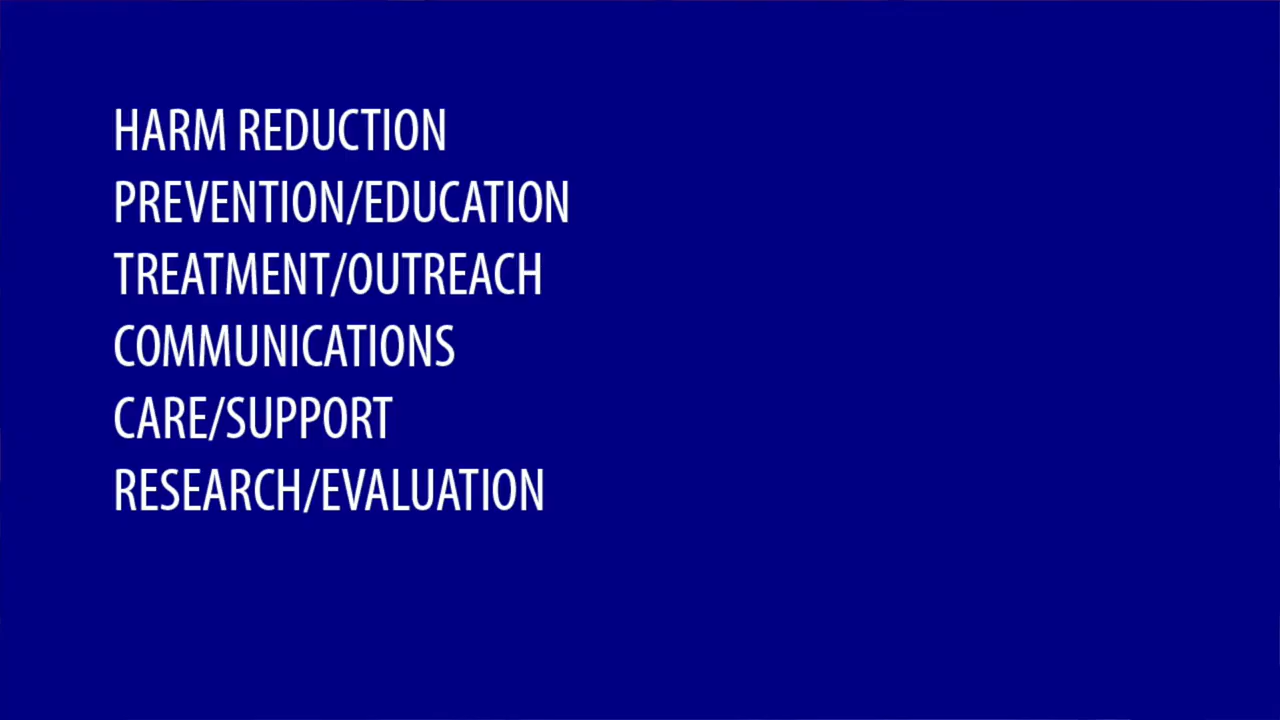 HARM REDUCTION
PREVENTION/EDUCATION
TREATMENT/OUTREACH
COMMUNICATIONS
CARE/SUPPORT
RESEARCH/EVALUATION